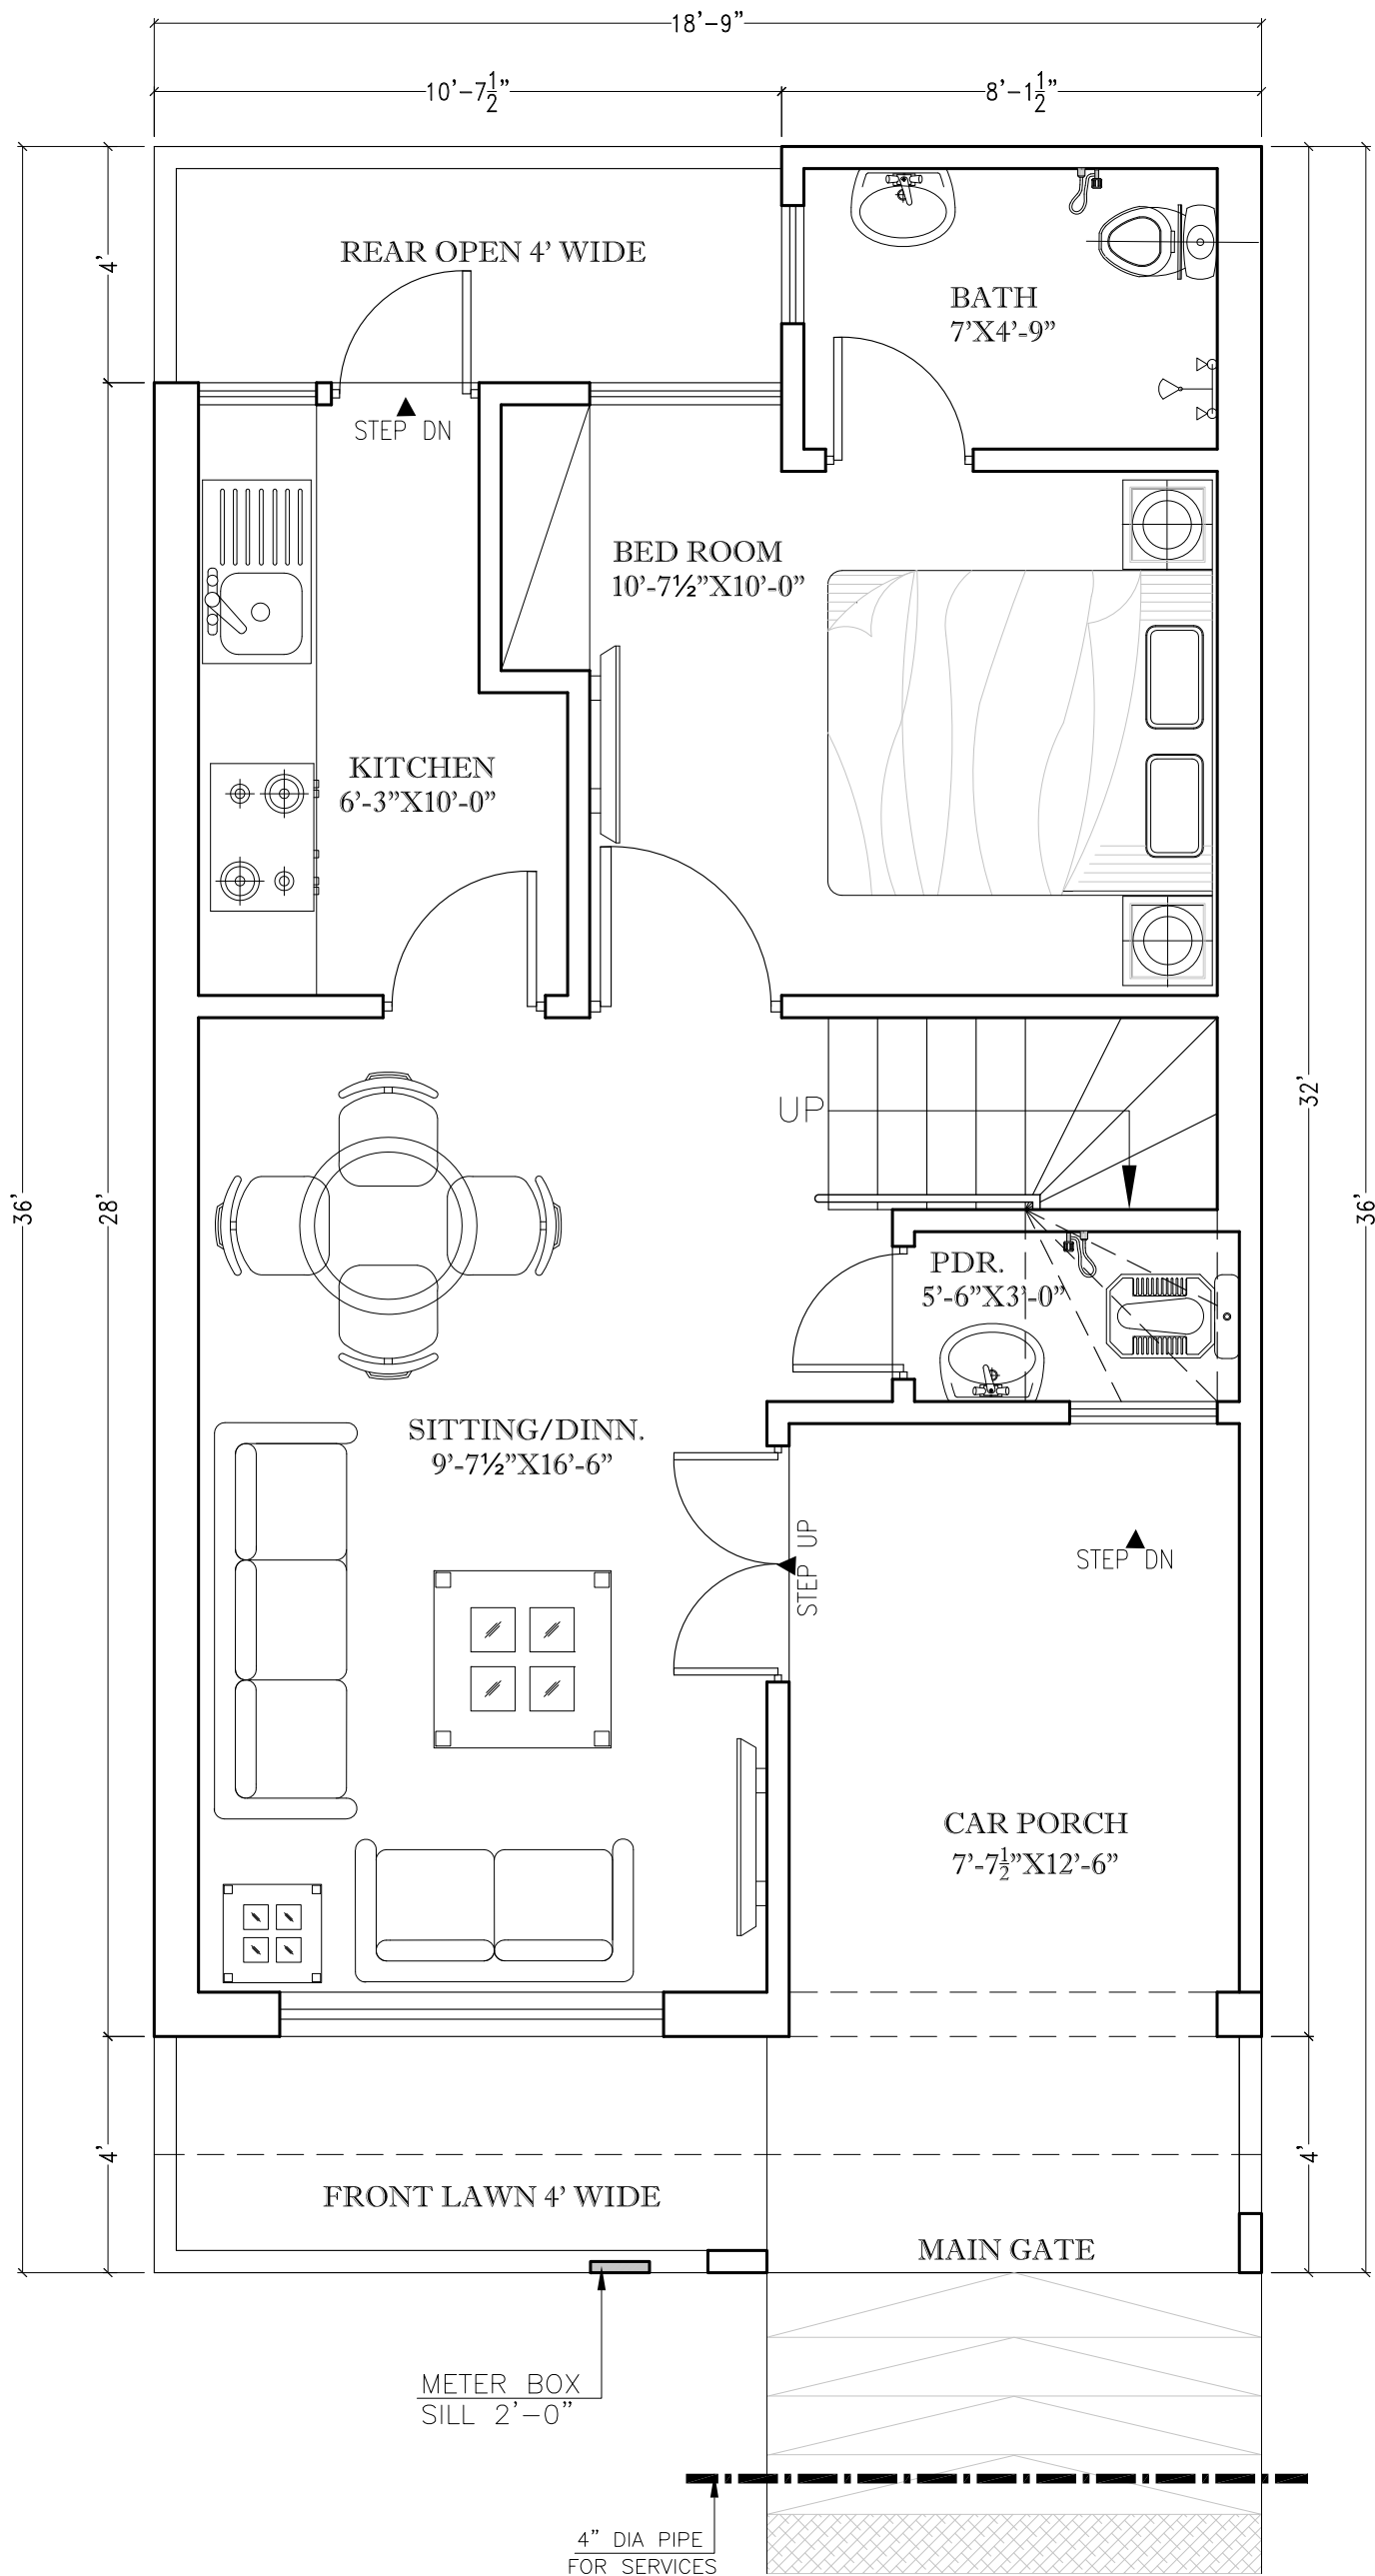 18'-9"
10'-7½"
8'-1½"
4'
REAR OPEN 4' WIDE
BATH
7'X4'-9"
STEP DN
BED ROOM
10'-7½"X10'-0"
KITCHEN
6'-3"X10'-0"
UP
32'
36'
28'
36'
PDR.
5'-6"X3'-0"
SITTING/DINN.
9'-7½"X16'-6"
STEP UP
STEP DN
CAR PORCH
7'-7½"X12'-6"
4'
4'
FRONT LAWN 4' WIDE
MAIN GATE
METER BOX
SILL 2'-0"
4" DIA PIPE
FOR SERVICES